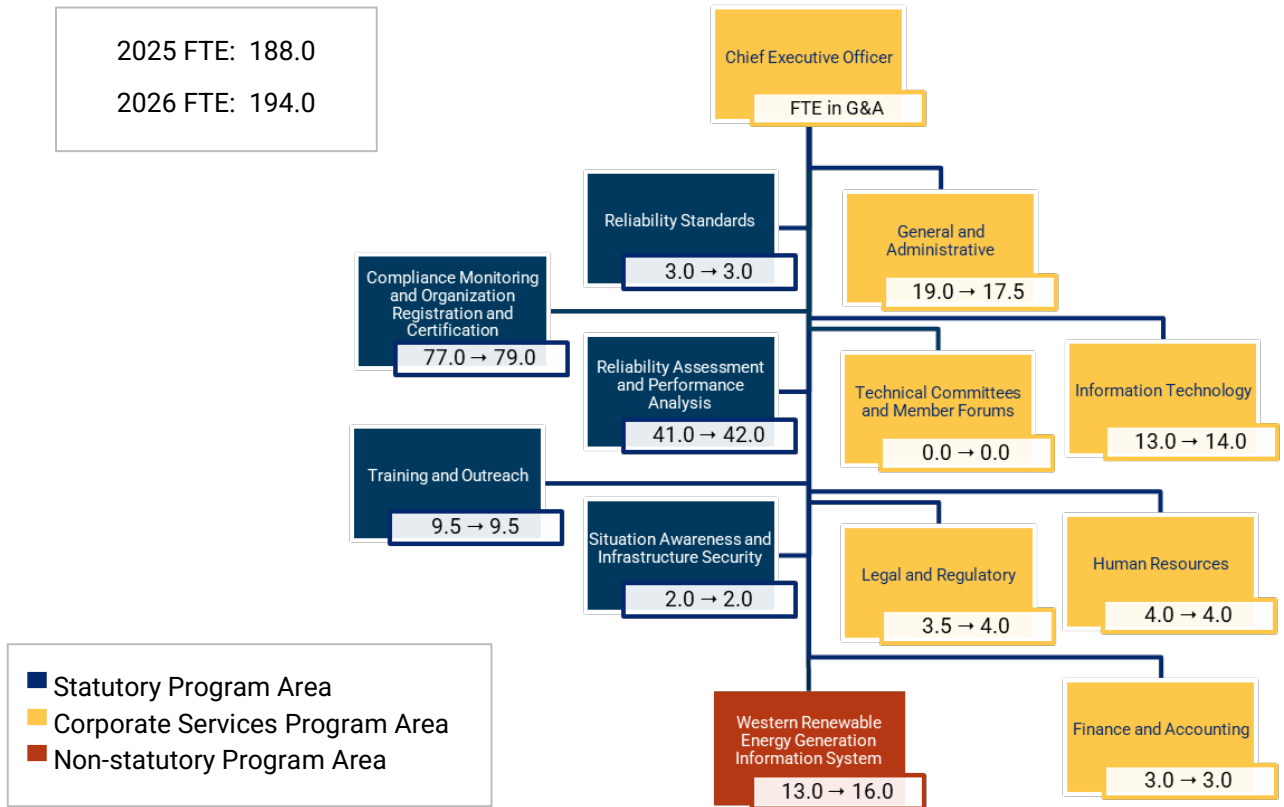 2025 FTE: 188.0
2026 FTE: 194.0
Chief Executive Officer
FTE in G&A
Reliability Standards
3.0 → 3.0
General and
Administrative
19.0 → 17.5
Compliance Monitoring
and Organization
Registration and
Certification
77.0 → 79.0
Reliability Assessment
and Performance
Analysis
41.0 → 42.0
Technical Committees
and Member Forums
0.0 → 0.0
Information Technology
13.0 → 14.0
Training and Outreach
9.5 → 9.5
Situation Awareness and
Infrastructure Security
2.0 → 2.0
Legal and Regulatory
3.5 → 4.0
Human Resources
4.0 → 4.0
Statutory Program Area
Corporate Services Program Area
Non-statutory Program Area
Western Renewable
Energy Generation
Information System
13.0 → 16.0
Finance and Accounting
3.0 → 3.0